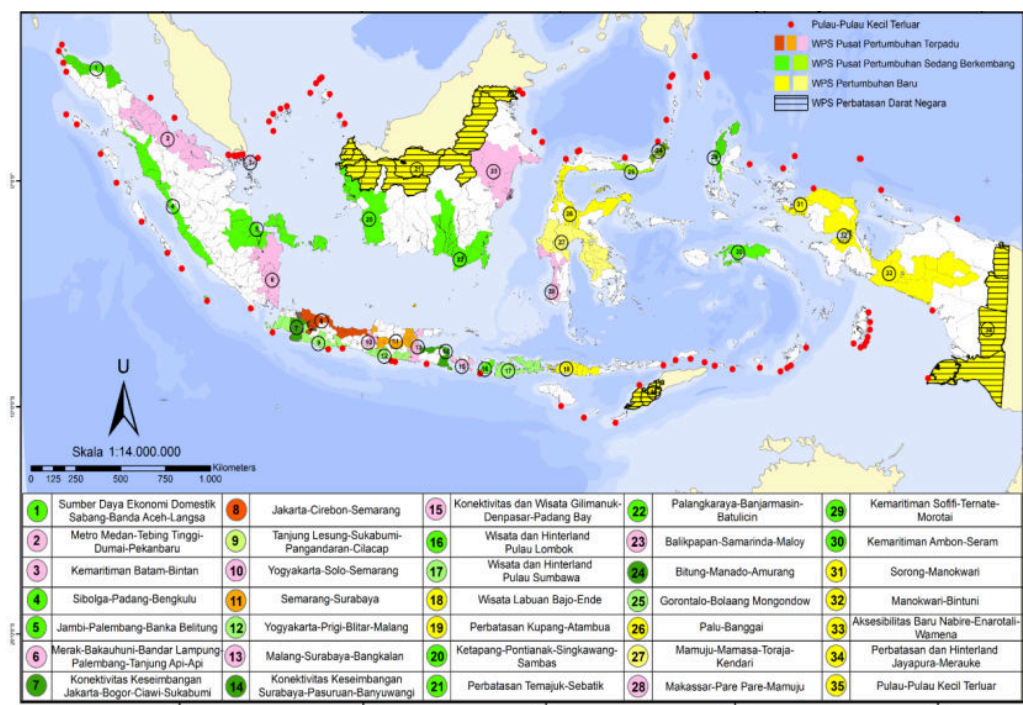 Pulau-Pulau Kecil Terluar
WPS Pusat Pertumbuhan Terpadu
WPS Pusat Pertumbuhan Sedang Berkembang
WPS Pertumbuhan Baru
WPS Perbatasan Darat Negara
U
Skala 1:14.000.000
Kilometers
0 125 250 500 750 1.000
1 Sumber Daya Ekonomi Domestik
Sabang-Banda Aceh-Langsa
2 Metro Medan-Tebing Tinggi-
Dumai-Pekanbaru
3 Kemaritiman Batam-Bintan
4 Sibolga-Padang-Bengkulu
5 Jambi-Palembang-Banka Belitung
6 Merak-Bakauhuni-Bandar Lampung-
Palembang-Tanjung Api-Api
7 Konektivitas Keseimbangan
Jakarta-Bogor-Ciawi-Sukabumi
8 Jakarta-Cirebon-Semarang
9 Tanjung Lesung-Sukabumi-
Pangandaran-Cilacap
10 Yogyakarta-Solo-Semarang
11 Semarang-Surabaya
12 Yogyakarta-Prigi-Blitar-Malang
13 Malang-Surabaya-Bangkalan
14 Konektivitas Keseimbangan
Surabaya-Pasuruan-Banyuwangi
15 Konektivitas dan Wisata Gilimanuk-
Denpasar-Padang Bay
16 Wisata dan Hinterland
Pulau Lombok
17 Wisata dan Hinterland
Pulau Sumbawa
18 Wisata Labuan Bajo-Ende
19 Perbatasan Kupang-Atambua
20 Ketapang-Pontianak-Singkawang-
Sambas
21 Perbatasan Temajuk-Sebatik
22 Palangkaraya-Banjarmasin-
Batulicin
23 Balikpapan-Samarinda-Maloy
24 Bitung-Manado-Amurang
25 Gorontalo-Bolaang Mongondow
26 Palu-Banggai
27 Mamuju-Mamasa-Toraja-
Kendari
28 Makassar-Pare Pare-Mamuju
29 Kemaritiman Sofifi-Ternate-
Morotai
30 Kemaritiman Ambon-Seram
31 Sorong-Manokwari
32 Manokwari-Bintuni
33 Aksesibilitas Baru Nabire-Enarotali-
Wamena
34 Perbatasan dan Hinterland
Jayapura-Merauke
35 Pulau-Pulau Kecil Terluar